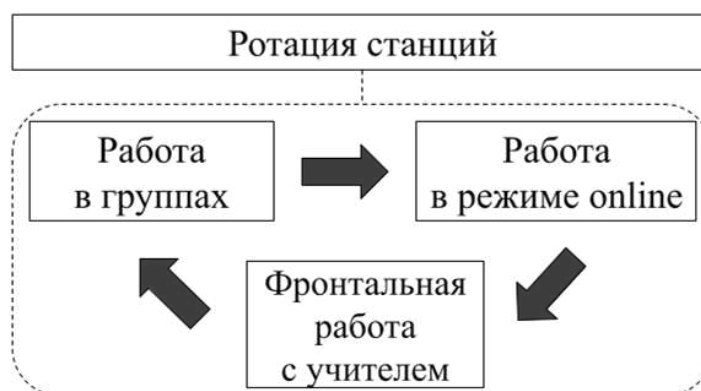 Ротация станций
Работа
в группах
Работа
в режиме online
Фронтальная
работа
с учителем